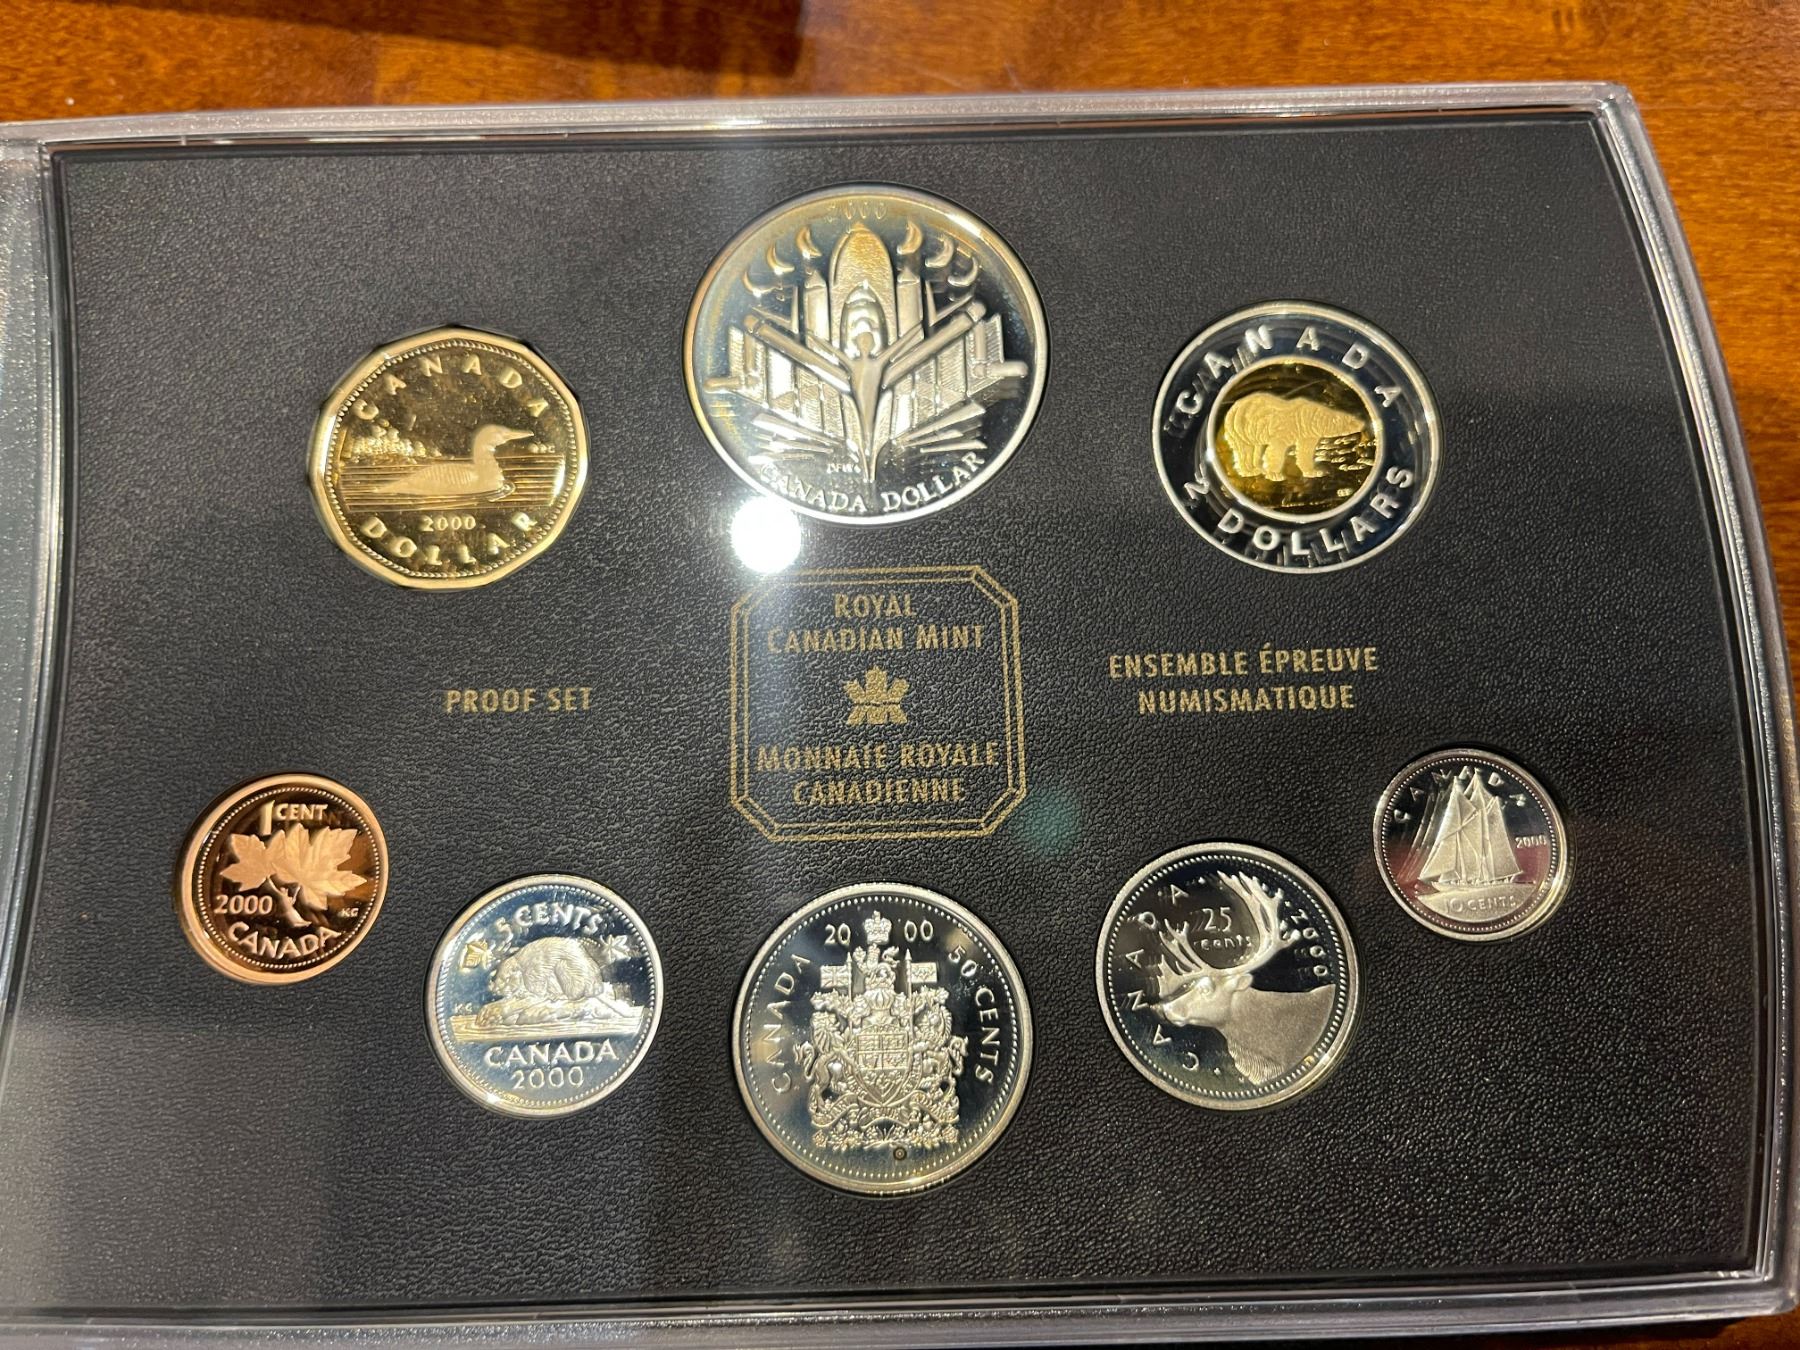 2000
CANADA DOLLAR
CANADA
2000
DOLLAR
CANADA
2 DOLLARS
ROYAL
CANADIAN MINT
MONNAIE ROYALE
CANADIENNE
PROOF SET
ENSEMBLE ÉPREUVE
NUMISMATIQUE
1 CENT
2000
KG
CANADA
5 CENTS
KG
CANADA
2000
20 00
CANADA
50 CENTS
CANADA
25
cents
2000
CANADA
2000
10 CENTS